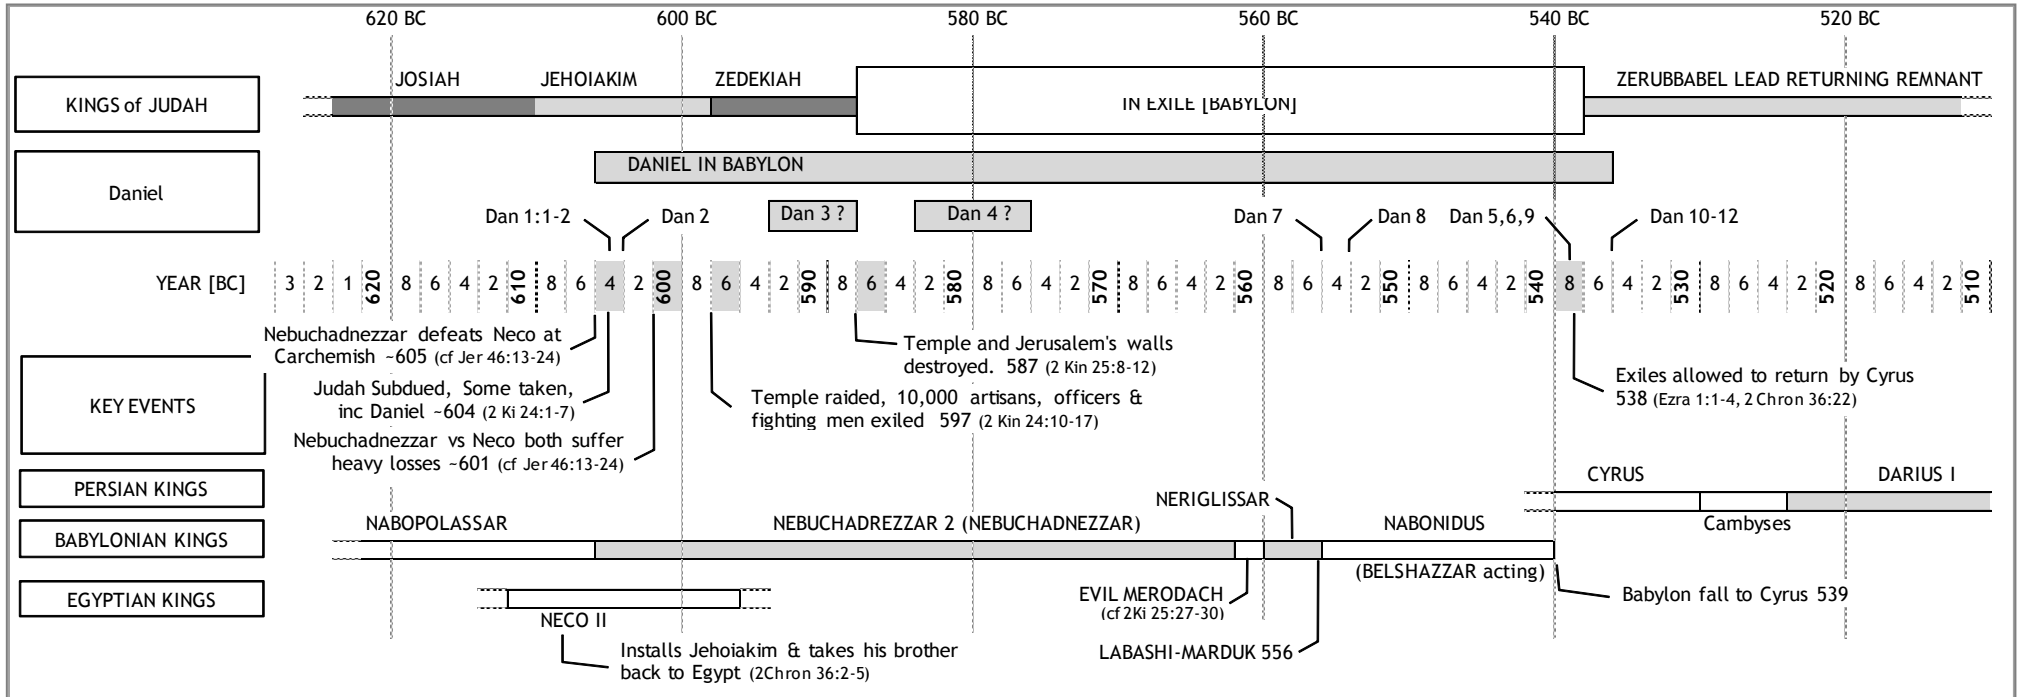 620 BC 600 BC 580 BC 560 BC 540 BC 520 BC
KINGS of JUDAH
JOSIAH JEHOIAKIM ZEDEKIAH
IN EXILE [BABYLON]
ZERUBBABEL LEAD RETURNING REMNANT
Daniel
DANIEL IN BABYLON
Dan 1:1-2 Dan 2 Dan 3 ? Dan 4 ? Dan 7 Dan 8 Dan 5,6,9 Dan 10-12
YEAR [BC] 3 2 1 620 8 6 4 2 610 8 6 4 2 600 8 6 4 2 590 8 6 4 2 580 8 6 4 2 570 8 6 4 2 560 8 6 4 2 550 8 6 4 2 540 8 6 4 2 530 8 6 4 2 520 8 6 4 2 510
KEY EVENTS
Nebuchadnezzar defeats Neco at
Carchemish ~605 (cf Jer 46:13-24)
Judah Subdued, Some taken,
inc Daniel ~604 (2 Ki 24:1-7)
Nebuchadnezzar vs Neco both suffer
heavy losses ~601 (cf Jer 46:13-24)
Temple raided, 10,000 artisans, officers &
fighting men exiled 597 (2 Kin 24:10-17)
Temple and Jerusalem's walls
destroyed. 587 (2 Kin 25:8-12)
Exiles allowed to return by Cyrus
538 (Ezra 1:1-4, 2 Chron 36:22)
PERSIAN KINGS
CYRUS
Cambyses
DARIUS I
BABYLONIAN KINGS
NABOPOLASSAR
NEBUCHADREZZAR 2 (NEBUCHADNEZZAR)
NERIGLISSAR
NABONIDUS
(BELSHAZZAR acting)
EVIL MERODACH
(cf 2Ki 25:27-30)
LABASHI-MARDUK 556
Babylon fall to Cyrus 539
EGYPTIAN KINGS
NECO II
Installs Jehoiakim & takes his brother
back to Egypt (2Chron 36:2-5)